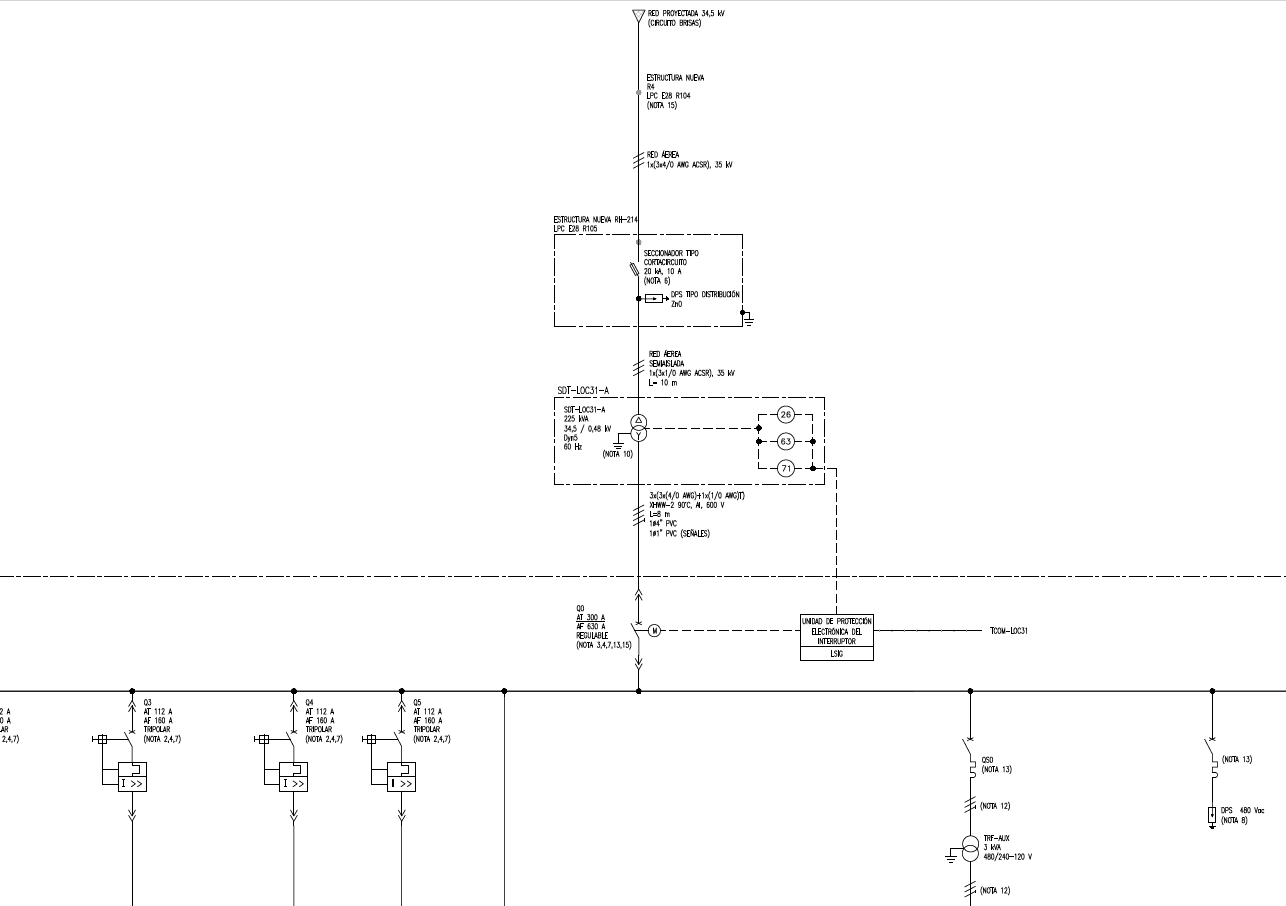 RED PROYECTADA 34,5 kV
(CIRCUITO BRISAS)
ESTRUCTURA NUEVA
R4
LPC E28 R104
(NOTA 15)
RED ÁEREA
1x(3x4/0 AWG ACSR), 35 kV
ESTRUCTURA NUEVA RH-214
LPC E28 R105
SECCIONADOR TIPO
CORTACIRCUITO
20 kA, 10 A
(NOTA 6)
DPS TIPO DISTRIBUCIÓN
ZnO
RED ÁEREA
SEMIAISLADA
1x(3x1/0 AWG ACSR), 35 kV
L= 10 m
SDT-LOC31-A
SDT-LOC31-A
225 kVA
34,5 / 0,48 kV
Dyn5
60 Hz
(NOTA 10)
26
63
71
3x(3x(4/0 AWG)+1x(1/0 AWG)T)
XHWW-2 90°C, Al, 600 V
L=8 m
1ø4" PVC
1ø1" PVC (SEÑALES)
Q0
AT 300 A
AF 630 A
REGULABLE
(NOTA 3,4,7,13,15)
M
UNIDAD DE PROTECCIÓN
ELECTRÓNICA DEL
INTERRUPTOR
LSIG
TCOM-LOC31
2 A
0 A
AR
2,4,7)
Q3
AT 112 A
AF 160 A
TRIPOLAR
(NOTA 2,4,7)
I >>
Q4
AT 112 A
AF 160 A
TRIPOLAR
(NOTA 2,4,7)
I >>
Q5
AT 112 A
AF 160 A
TRIPOLAR
(NOTA 2,4,7)
I >>
QS0
(NOTA 13)
(NOTA 12)
TRF-AUX
3 kVA
480/240-120 V
(NOTA 12)
(NOTA 13)
DPS 480 Vac
(NOTA 8)